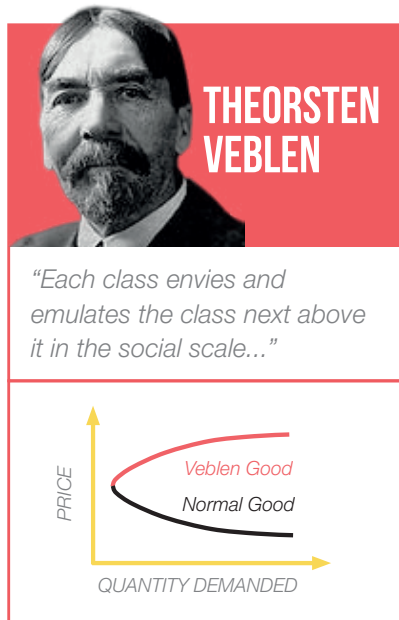 THEORSTEN
VEBLEN
“Each class envies and
emulates the class next above
it in the social scale...”
PRICE
Veblen Good
Normal Good
QUANTITY DEMANDED